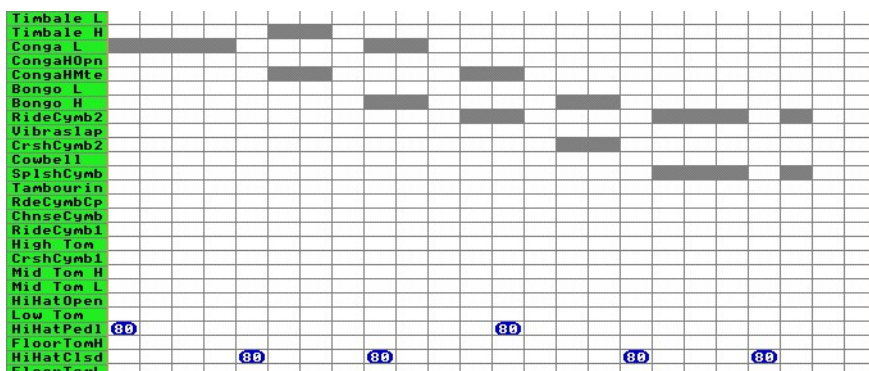 Timbale L
Timbale H
Conga L
CongaHOpn
CongaHMte
Bongo L
Bongo H
RideCymb2
Vibraslap
CrshCymb2
Cowbell
SplshCymb
Tambourin
RdeCymbCp
ChnseCymb
RideCymb1
High Tom
CrshCymb1
Mid Tom H
Mid Tom L
HiHatOpen
Low Tom
HiHatPedl 80 80
FloorTomH
HiHatClsd 80 80 80 80
FloorTomL